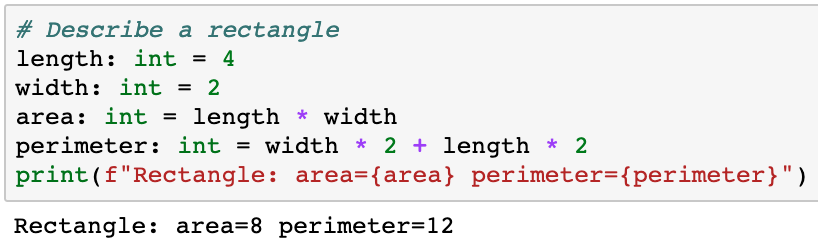 # Describe a rectangle
length: int = 4
width: int = 2
area: int = length * width
perimeter: int = width * 2 + length * 2
print(f"Rectangle: area={area} perimeter={perimeter}")
Rectangle: area=8 perimeter=12